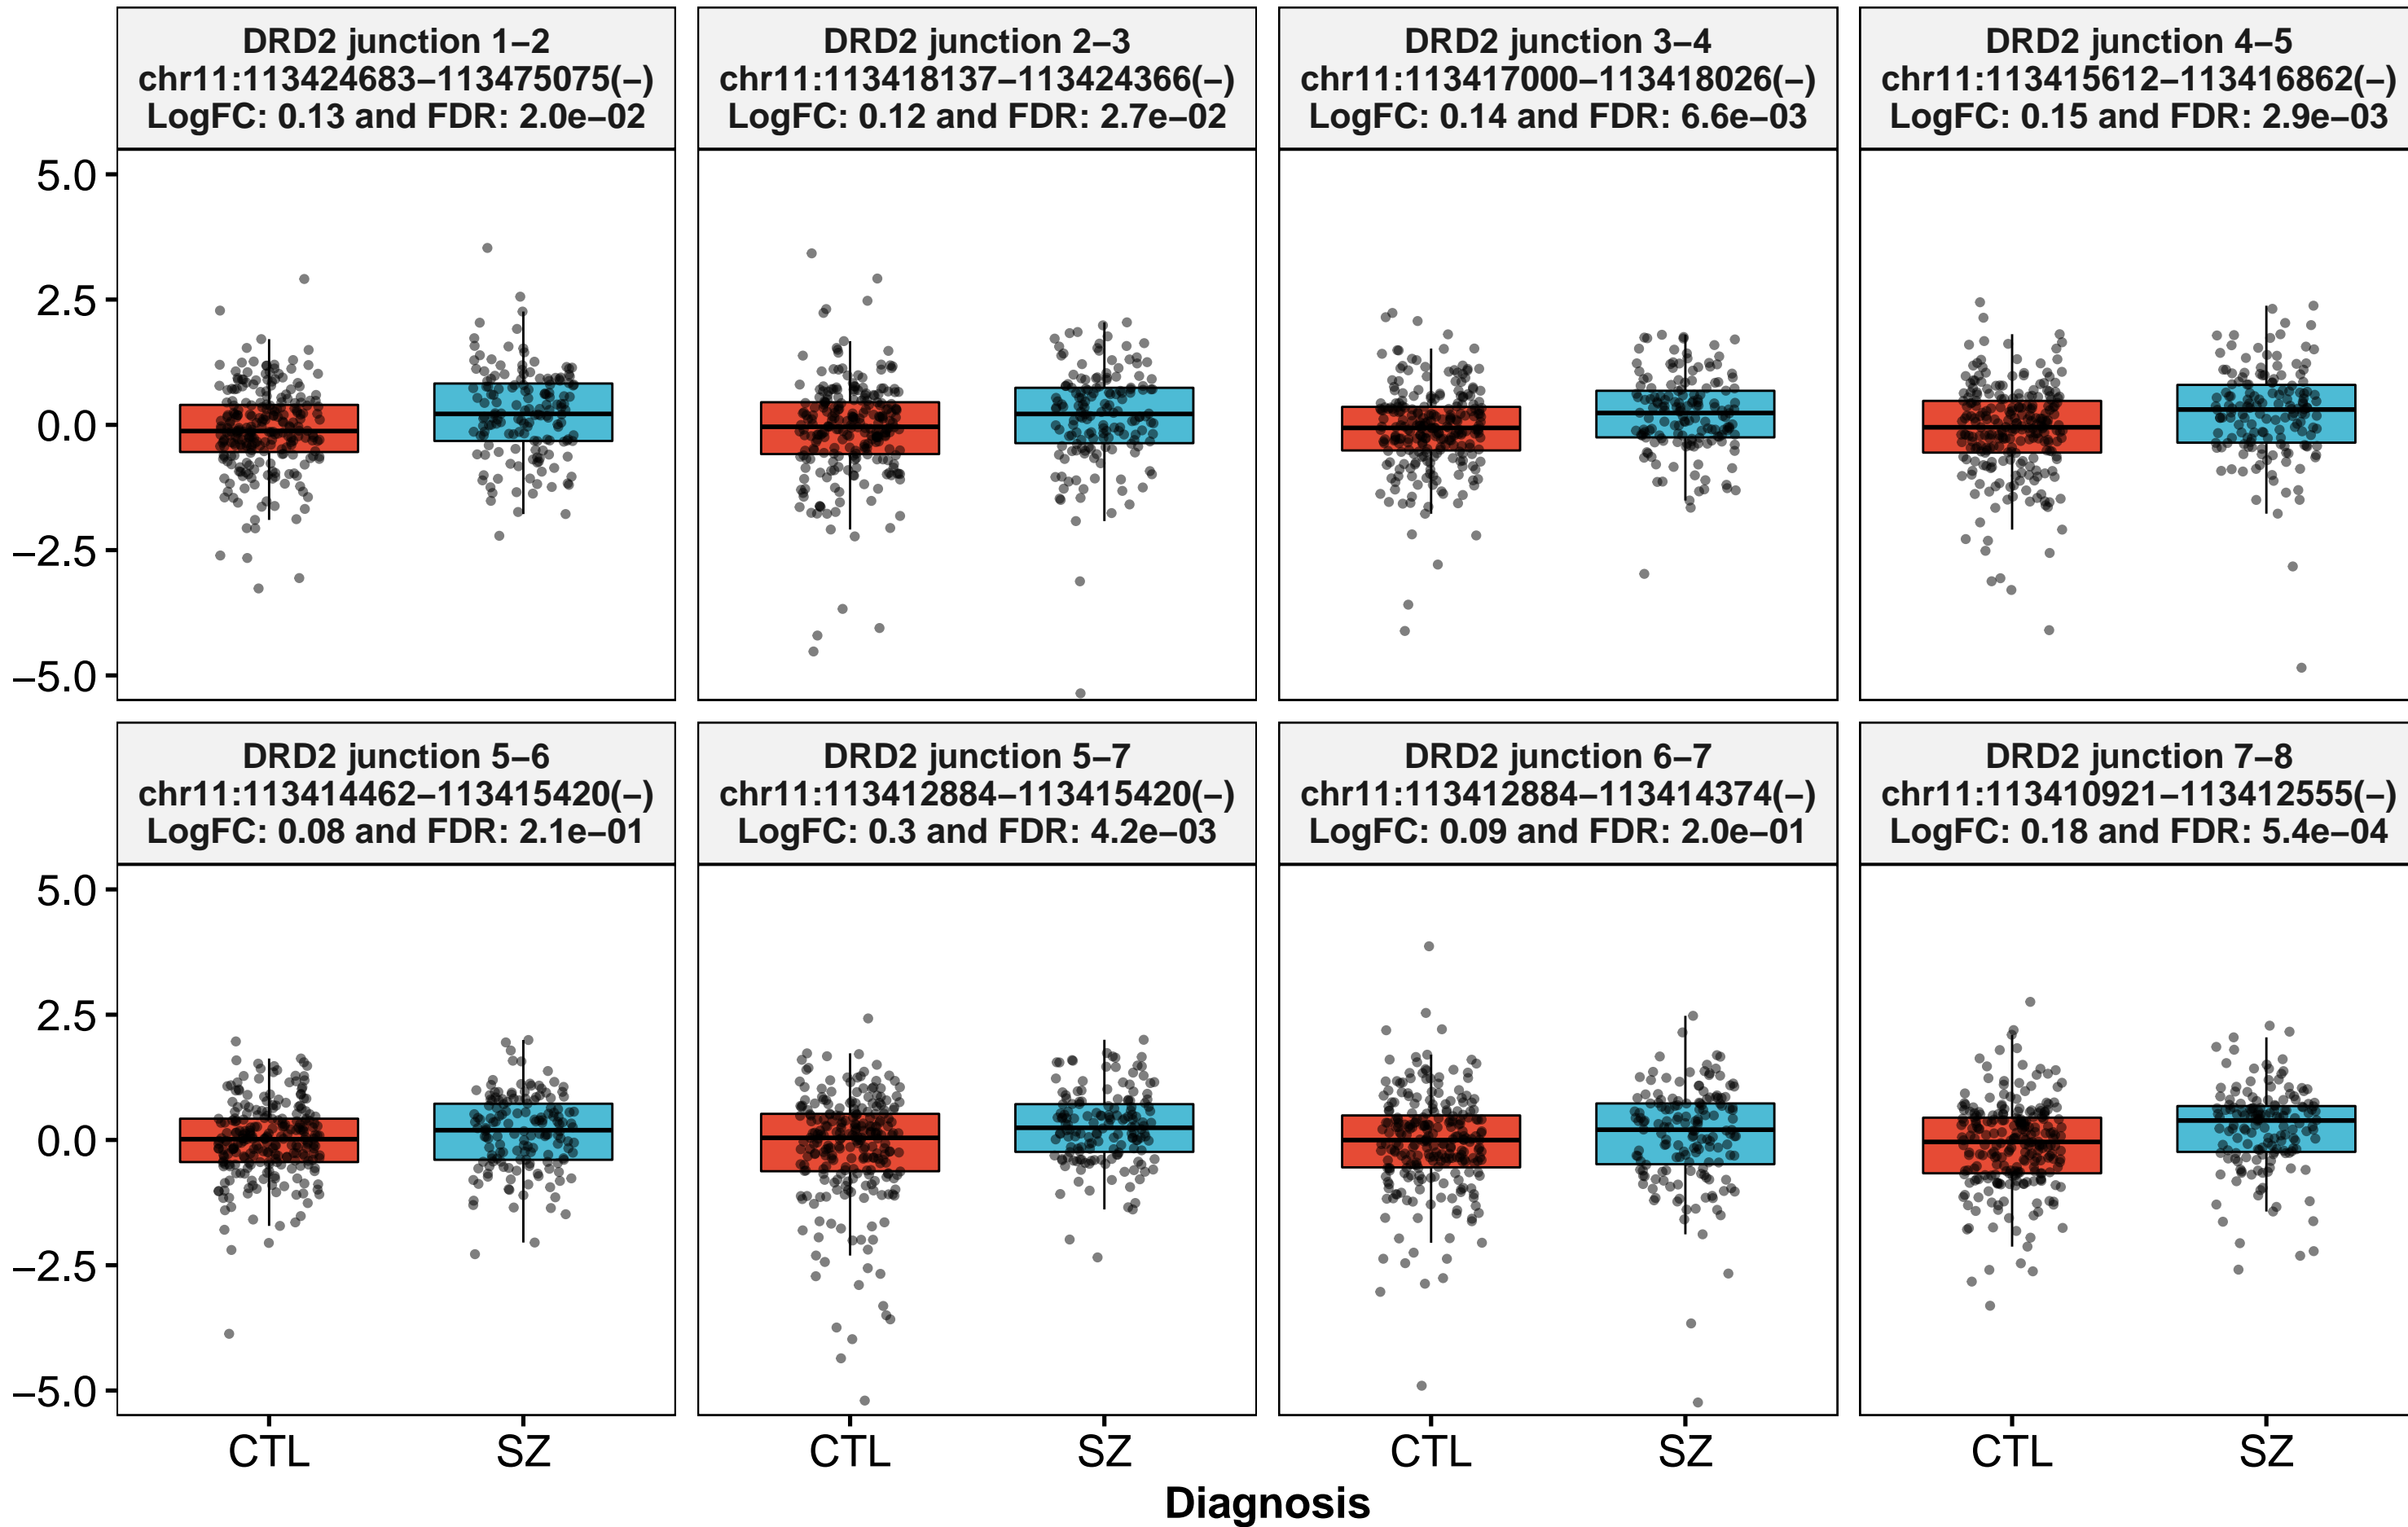 DRD2 junction 1–2
chr11:113424683–113475075(–)
LogFC: 0.13 and FDR: 2.0e–02
DRD2 junction 2–3
chr11:113418137–113424366(–)
LogFC: 0.12 and FDR: 2.7e–02
DRD2 junction 3–4
chr11:113417000–113418026(–)
LogFC: 0.14 and FDR: 6.6e–03
DRD2 junction 4–5
chr11:113415612–113416862(–)
LogFC: 0.15 and FDR: 2.9e–03
5.0
2.5
0.0
–2.5
–5.0
DRD2 junction 5–6
chr11:113414462–113415420(–)
LogFC: 0.08 and FDR: 2.1e–01
DRD2 junction 5–7
chr11:113412884–113415420(–)
LogFC: 0.3 and FDR: 4.2e–03
DRD2 junction 6–7
chr11:113412884–113414374(–)
LogFC: 0.09 and FDR: 2.0e–01
DRD2 junction 7–8
chr11:113410921–113412555(–)
LogFC: 0.18 and FDR: 5.4e–04
5.0
2.5
0.0
–2.5
–5.0
CTL SZ CTL SZ CTL SZ CTL SZ
Diagnosis